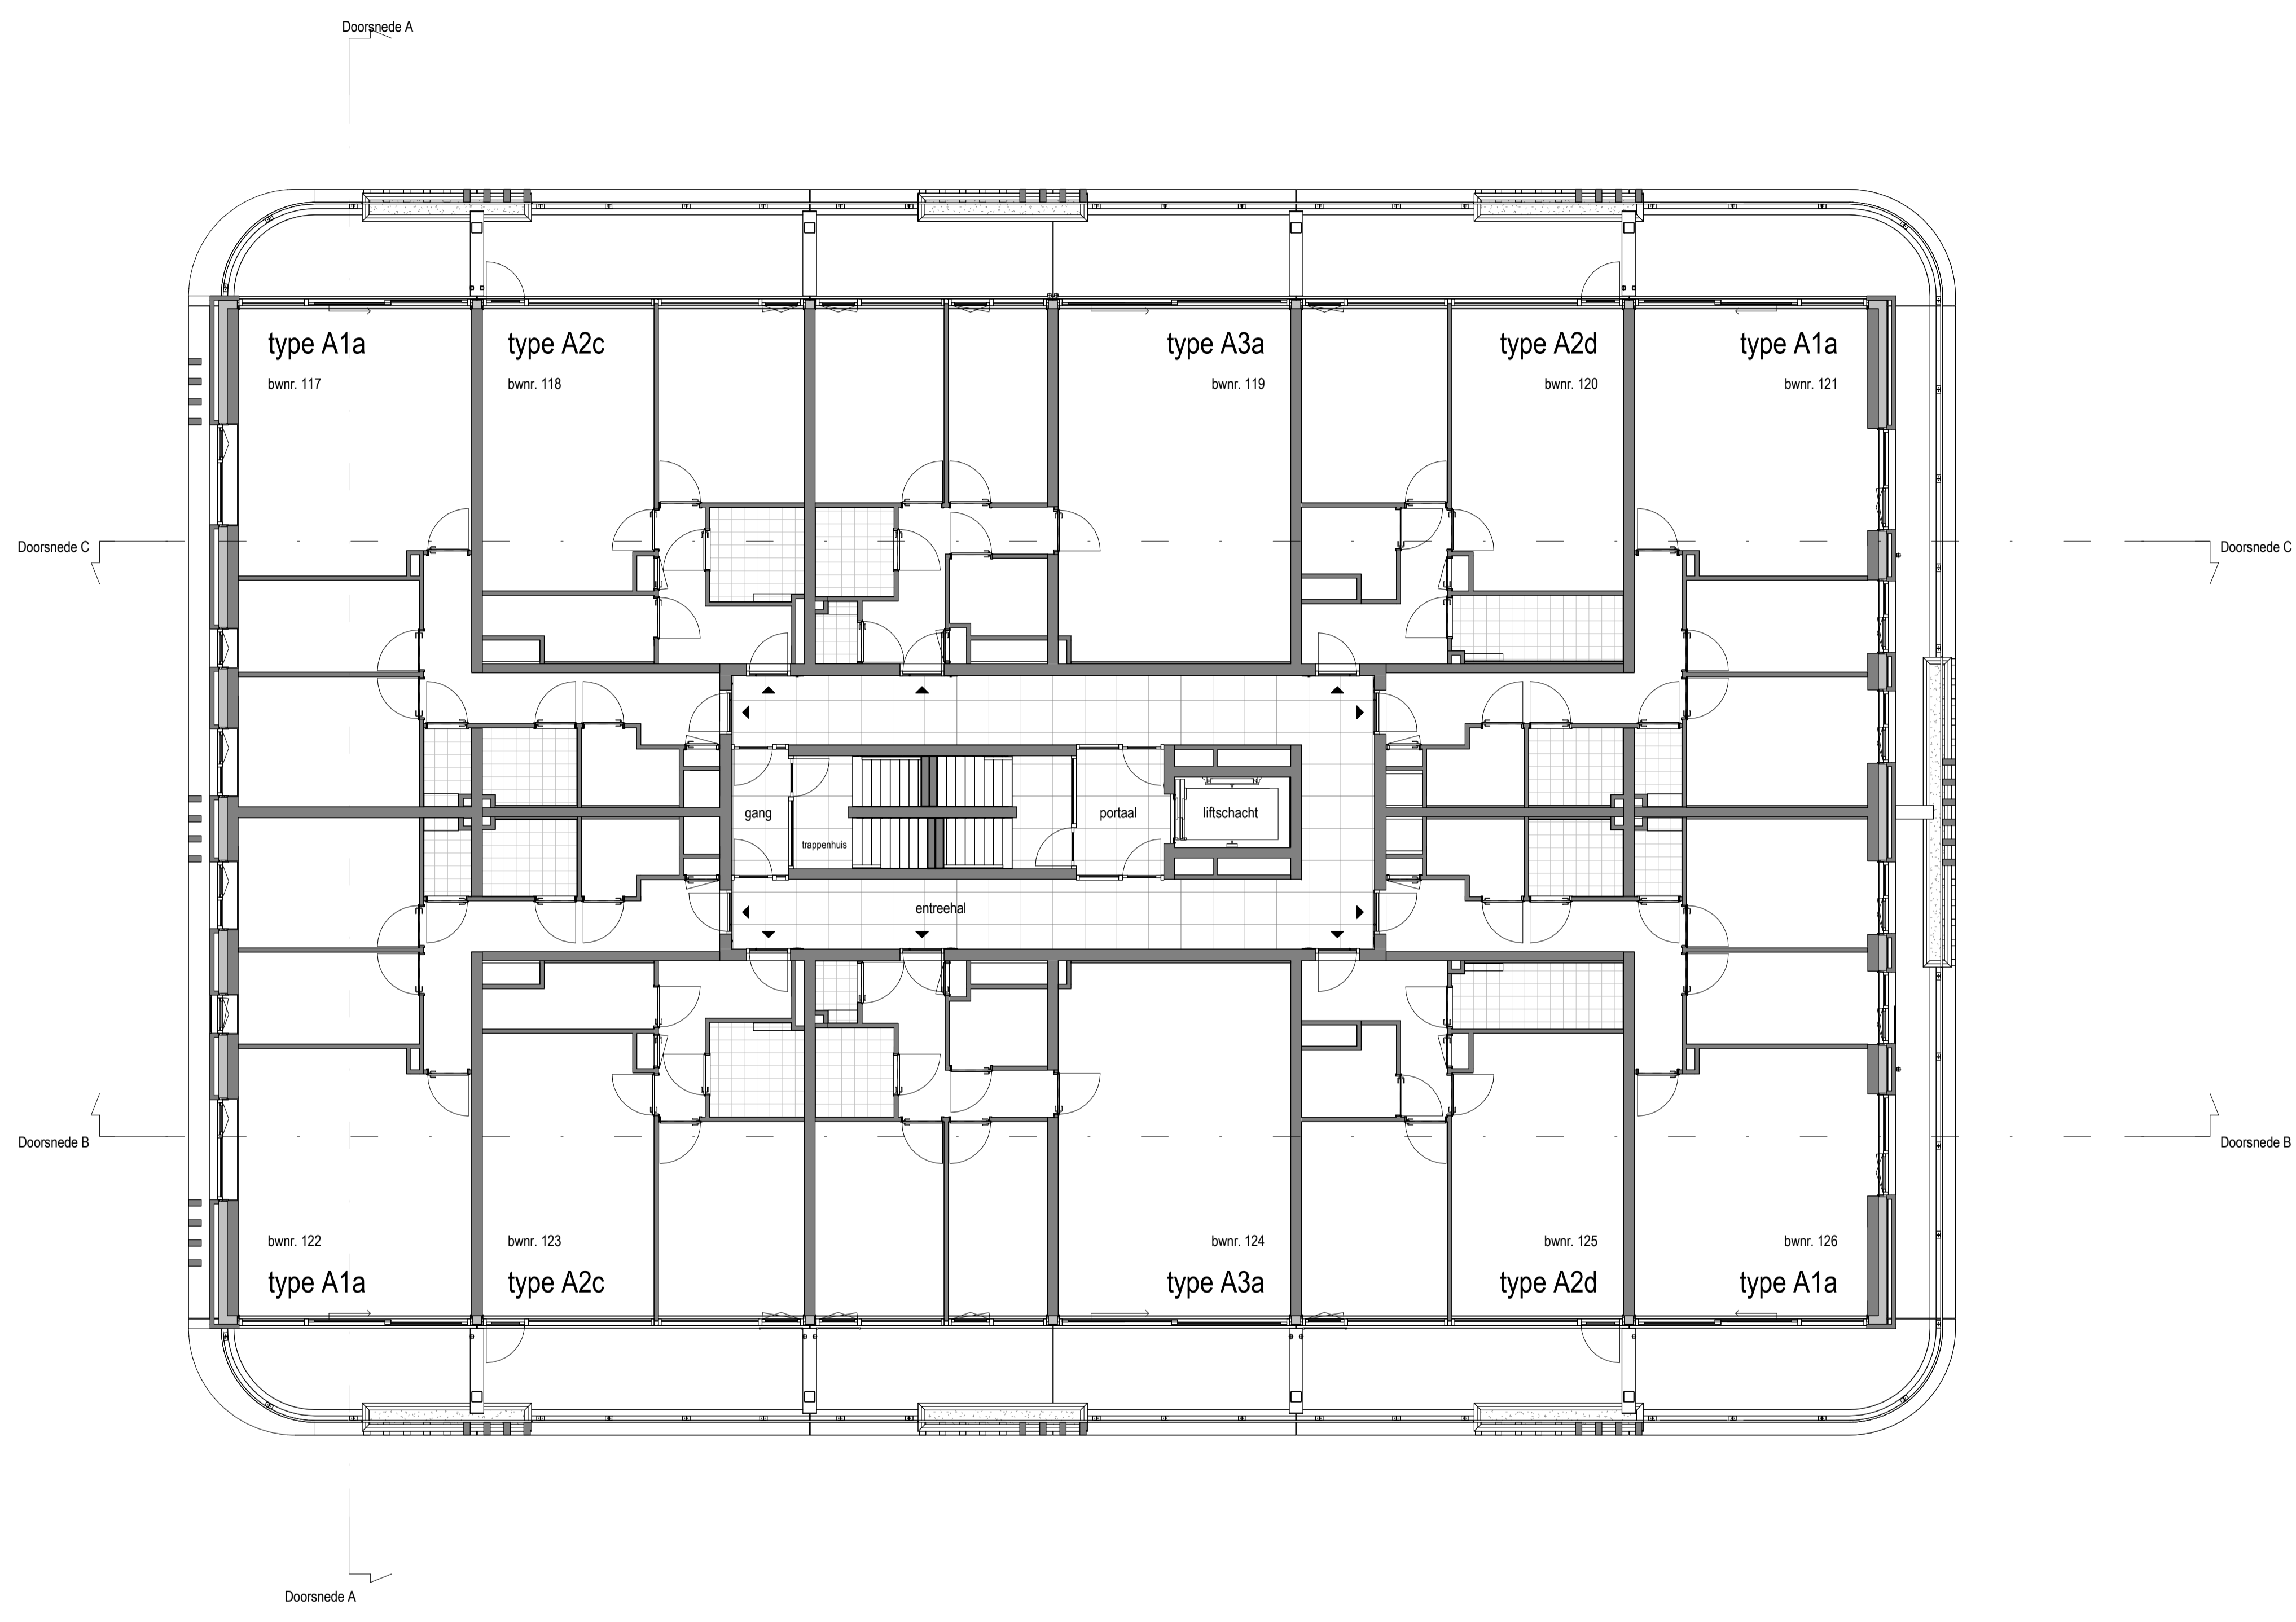 Doorsnede A
type A1a
type A2c
type A3a
type A2d
type A1a
bwnr. 117
bwnr. 118
bwnr. 119
bwnr. 120
bwnr. 121
Doorsnede C
Doorsnede C
gang
portaal
liftschacht
trappenhuis
entreehal
Doorsnede B
Doorsnede B
bwnr. 122
bwnr. 123
bwnr. 124
bwnr. 125
bwnr. 126
type A1a
type A2c
type A3a
type A2d
type A1a
Doorsnede A